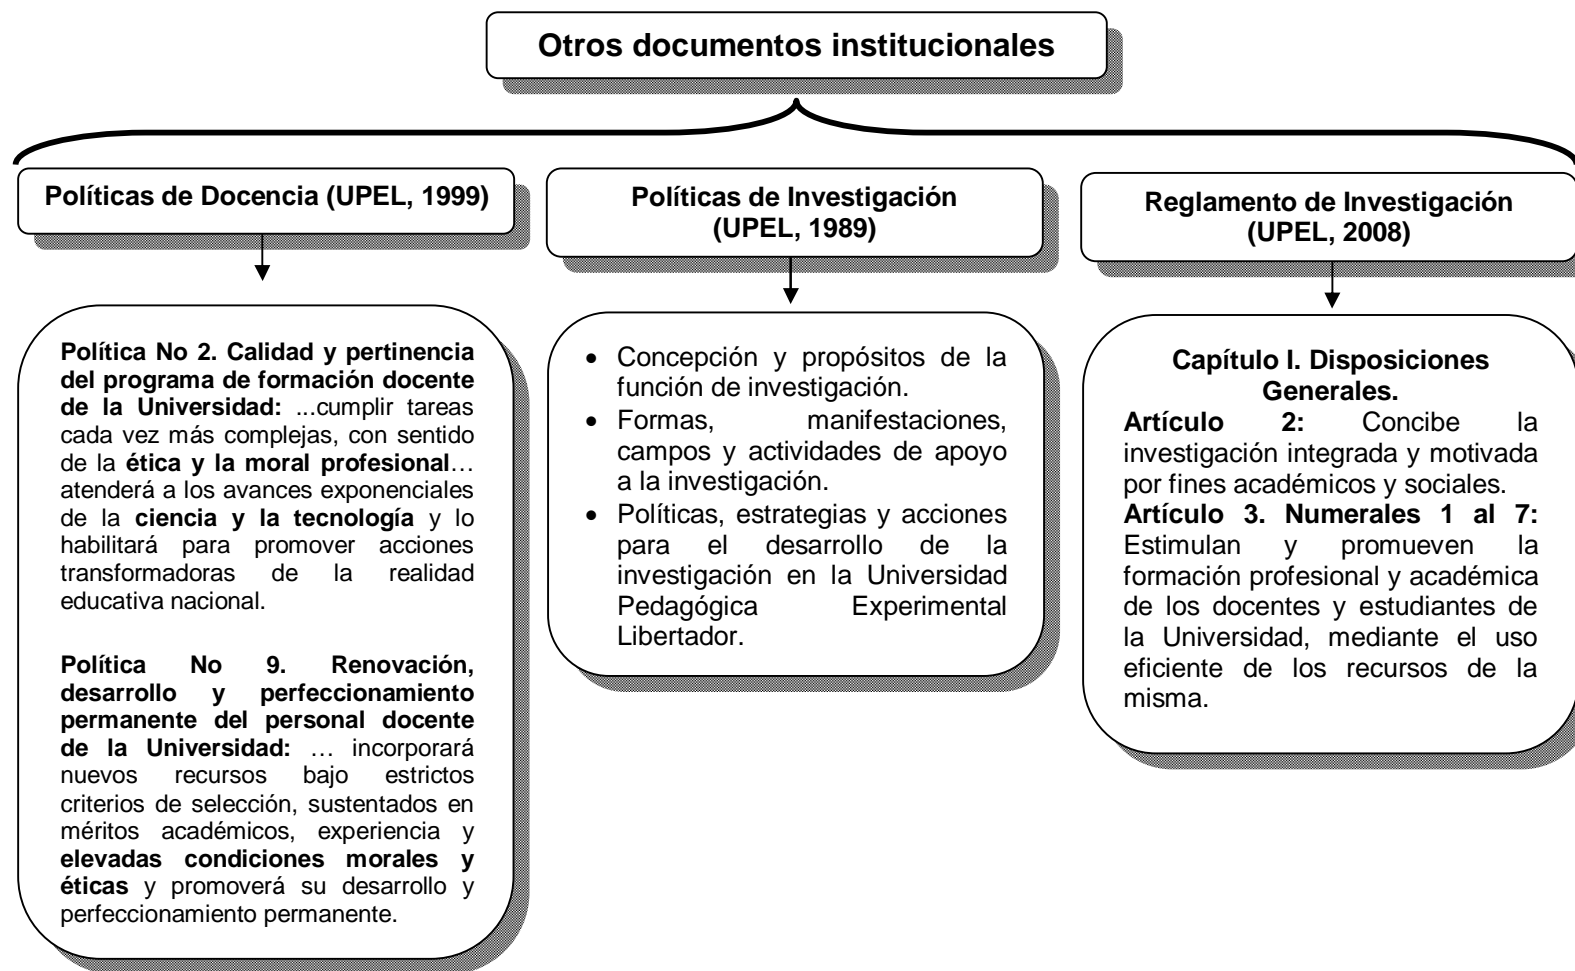 Otros documentos institucionales
Políticas de Docencia (UPEL, 1999)
Política No 2. Calidad y pertinencia
del programa de formación docente
de la Universidad: ...cumplir tareas
cada vez más complejas, con sentido
de la ética y la moral profesional…
atenderá a los avances exponenciales
de la ciencia y la tecnología y lo
habilitará para promover acciones
transformadoras de la realidad
educativa nacional.
Política No 9. Renovación,
desarrollo y perfeccionamiento
permanente del personal docente
de la Universidad: … incorporará
nuevos recursos bajo estrictos
criterios de selección, sustentados en
méritos académicos, experiencia y
elevadas condiciones morales y
éticas y promoverá su desarrollo y
perfeccionamiento permanente.
Políticas de Investigación
(UPEL, 1989)
• Concepción y propósitos de la
función de investigación.
• Formas, manifestaciones,
campos y actividades de apoyo
a la investigación.
• Políticas, estrategias y acciones
para el desarrollo de la
investigación en la Universidad
Pedagógica Experimental
Libertador.
Reglamento de Investigación
(UPEL, 2008)
Capítulo I. Disposiciones
Generales.
Artículo 2: Concibe la
investigación integrada y motivada
por fines académicos y sociales.
Artículo 3. Numerales 1 al 7:
Estimulan y promueven la
formación profesional y académica
de los docentes y estudiantes de
la Universidad, mediante el uso
eficiente de los recursos de la
misma.